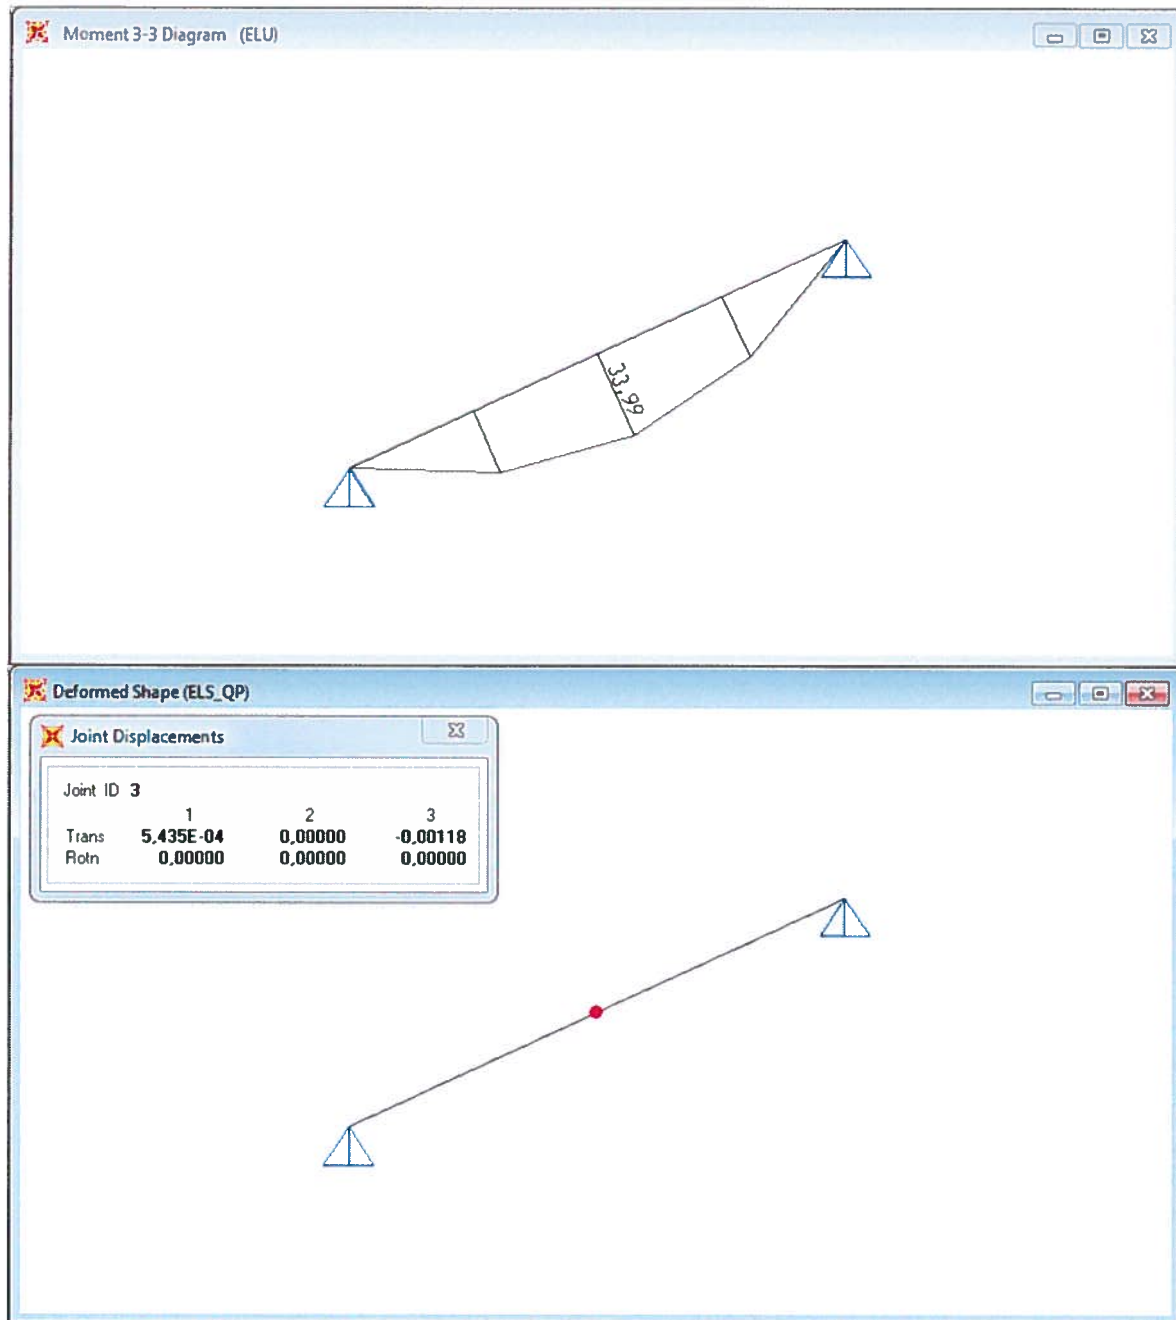 Moment 3-3 Diagram (ELU)
33,99
Deformed Shape (ELS_QP)
Joint Displacements
Joint ID 3
1 2 3
Trans 5,435E-04 0,00000 -0,00118
Rotn 0,00000 0,00000 0,00000